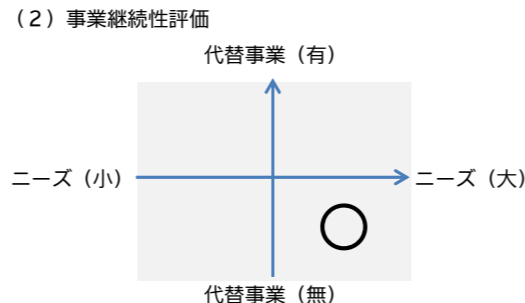 （2）事業継続性評価
代替事業（有）
ニーズ（小）
ニーズ（大）
代替事業（無）